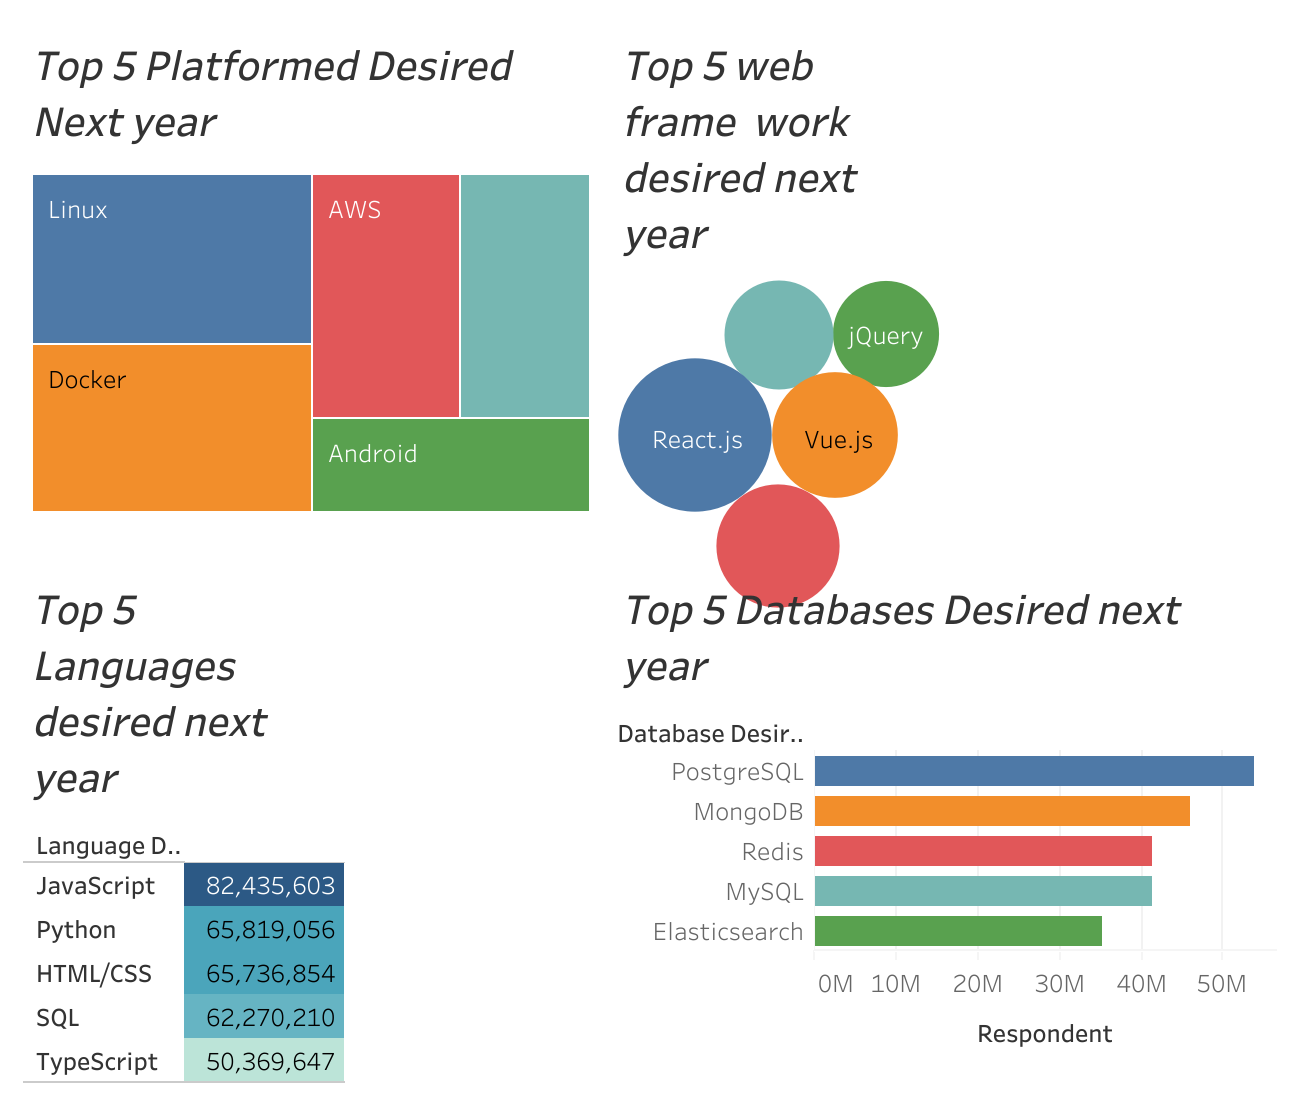 Top 5 Platformed Desired
Next year
Linux
AWS
Docker
Android
Top 5 web
frame work
desired next
year
jQuery
React.js
Vue.js
Top 5
Languages
desired next
year
Language D..
JavaScript 82,435,603
Python 65,819,056
HTML/CSS 65,736,854
SQL 62,270,210
TypeScript 50,369,647
Top 5 Databases Desired next
year
Database Desir..
PostgreSQL
MongoDB
Redis
MySQL
Elasticsearch
0M 10M 20M 30M 40M 50M
Respondent